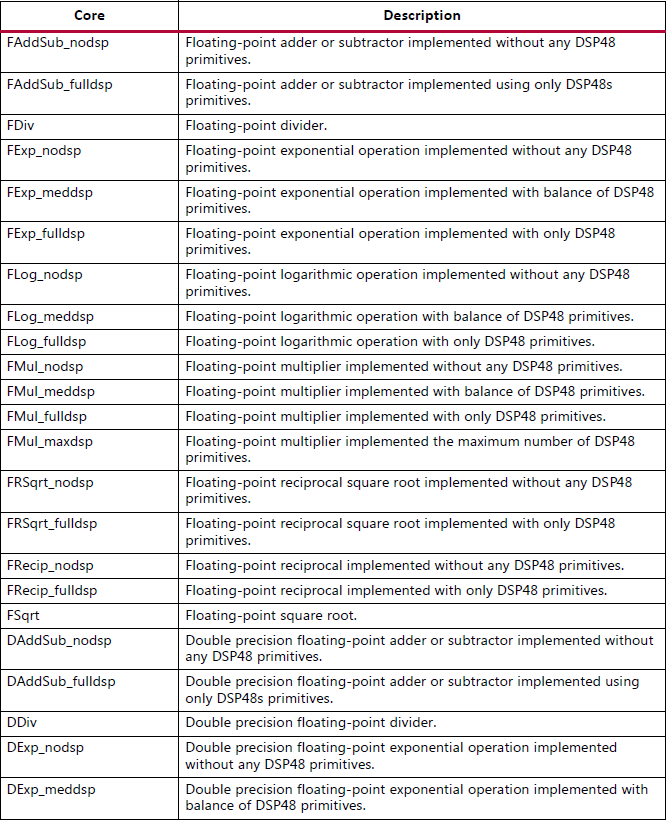 Core Description
FAddSub_nodsp Floating-point adder or subtractor implemented without any DSP48
primitives.
FAddSub_fulldsp Floating-point adder or subtractor implemented using only DSP48s
primitives.
FDiv Floating-point divider.
FExp_nodsp Floating-point exponential operation implemented without any DSP48
primitives.
FExp_meddsp Floating-point exponential operation implemented with balance of DSP48
primitives.
FExp_fulldsp Floating-point exponential operation implemented with only DSP48
primitives.
FLog_nodsp Floating-point logarithmic operation implemented without any DSP48
primitives.
FLog_meddsp Floating-point logarithmic operation with balance of DSP48 primitives.
FLog_fulldsp Floating-point logarithmic operation with only DSP48 primitives.
FMul_nodsp Floating-point multiplier implemented without any DSP48 primitives.
FMul_meddsp Floating-point multiplier implemented with balance of DSP48 primitives.
FMul_fulldsp Floating-point multiplier implemented with only DSP48 primitives.
FMul_maxdsp Floating-point multiplier implemented the maximum number of DSP48
primitives.
FRSqrt_nodsp Floating-point reciprocal square root implemented without any DSP48
primitives.
FRSqrt_fulldsp Floating-point reciprocal square root implemented with only DSP48
primitives.
FRecip_nodsp Floating-point reciprocal implemented without any DSP48 primitives.
FRecip_fulldsp Floating-point reciprocal implemented with only DSP48 primitives.
FSqrt Floating-point square root.
DAddSub_nodsp Double precision floating-point adder or subtractor implemented without
any DSP48 primitives.
DAddSub_fulldsp Double precision floating-point adder or subtractor implemented using
only DSP48s primitives.
DDiv Double precision floating-point divider.
DExp_nodsp Double precision floating-point exponential operation implemented
without any DSP48 primitives.
DExp_meddsp Double precision floating-point exponential operation implemented with
balance of DSP48 primitives.